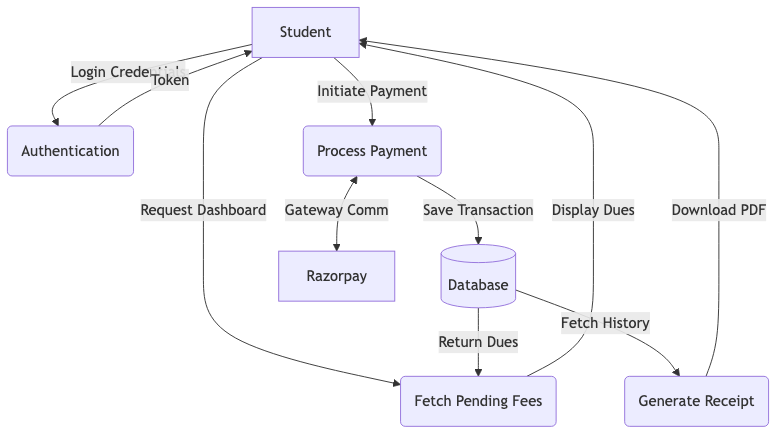 Student
Login Credentials
Token
Initiate Payment
Authentication
Process Payment
Request Dashboard
Gateway Comm
Save Transaction
Display Dues
Download PDF
Razorpay
Database
Fetch History
Return Dues
Fetch Pending Fees
Generate Receipt